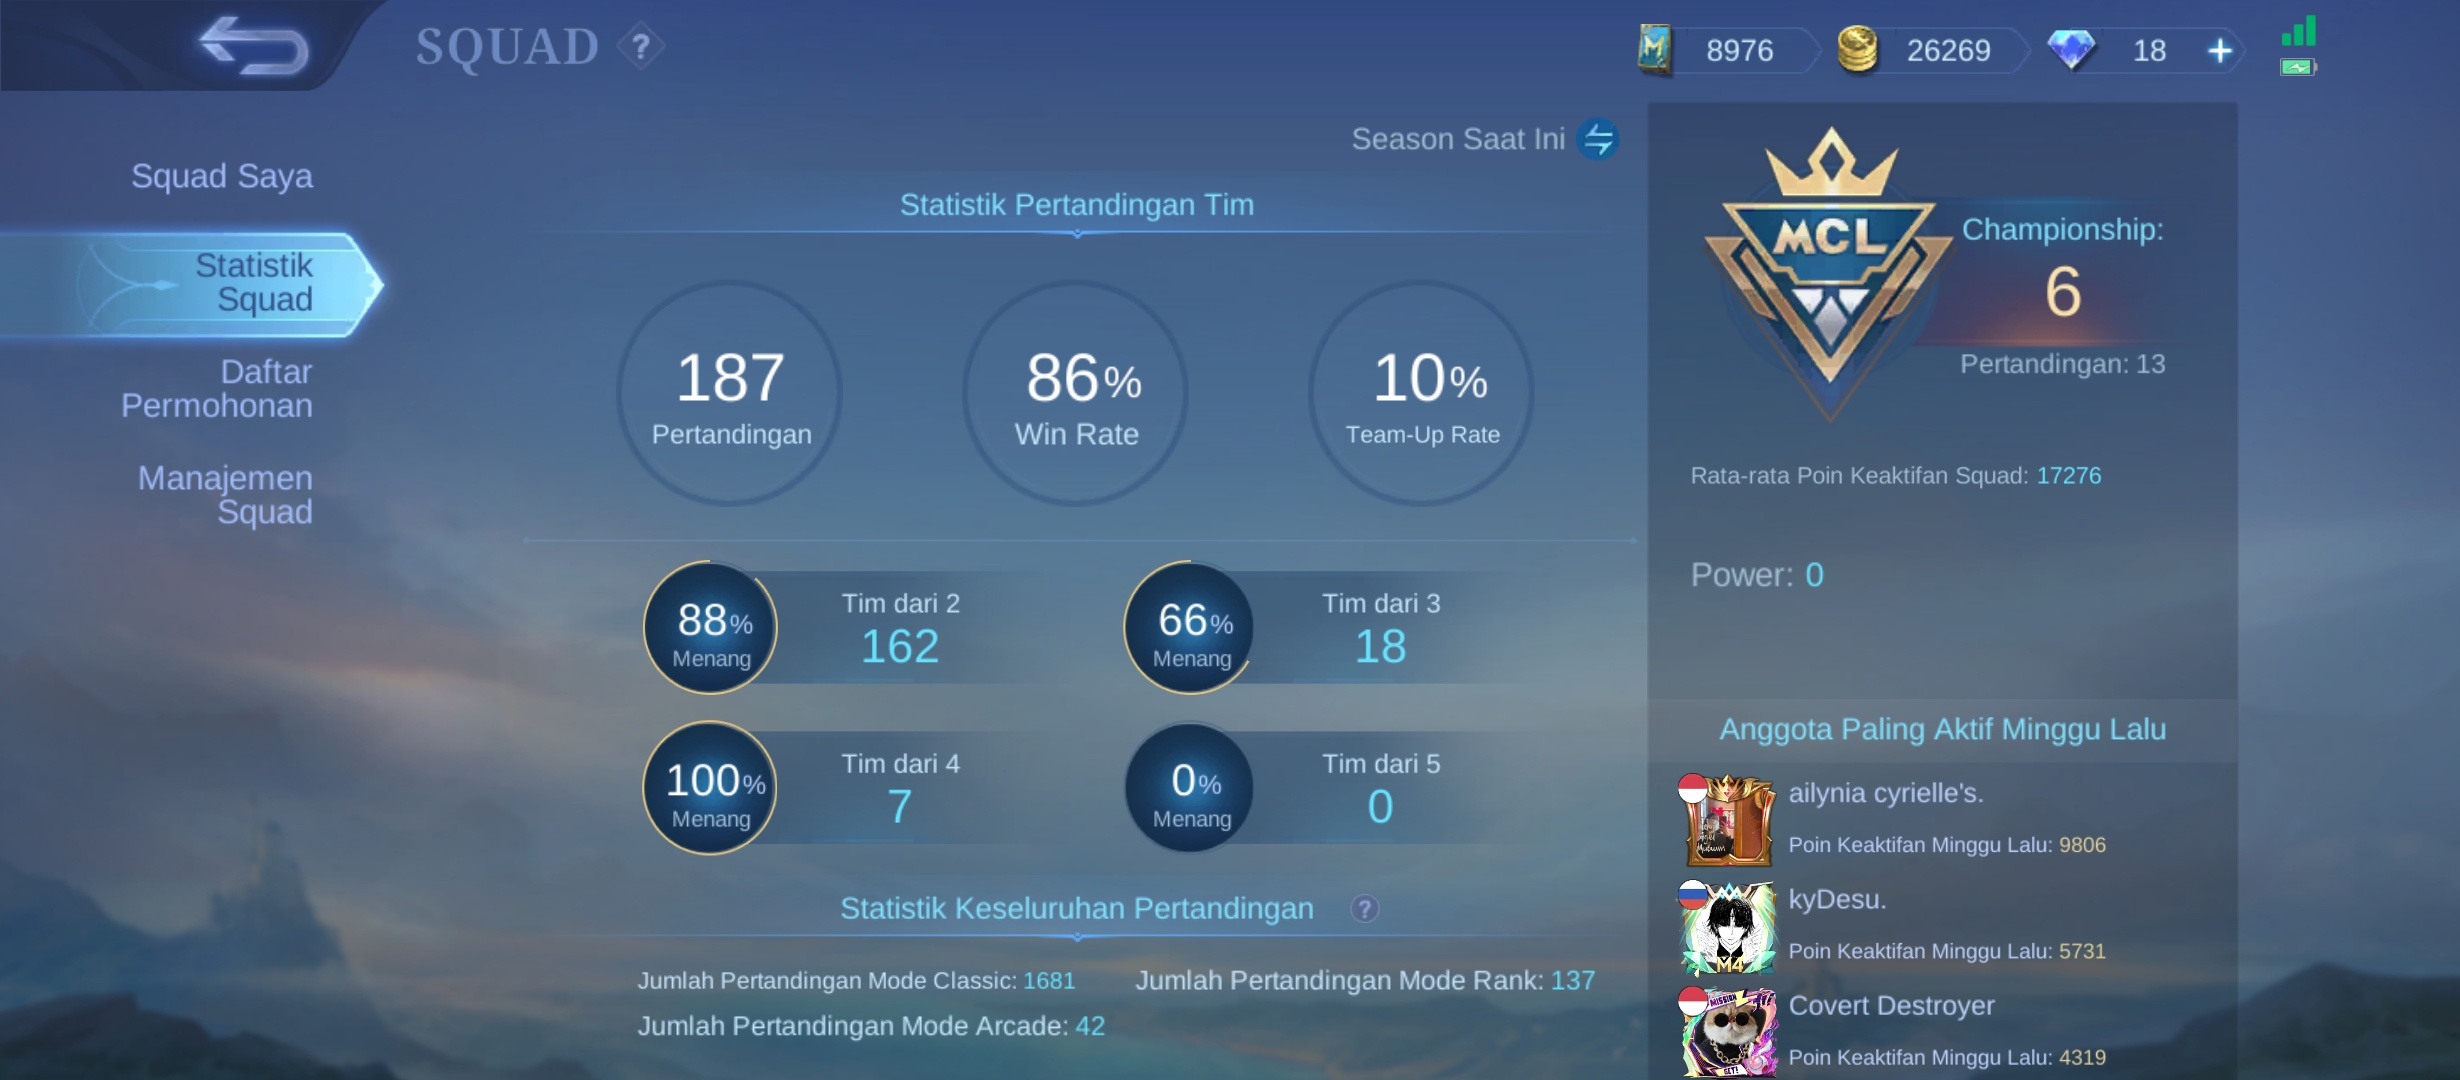 SQUAD ?
8976
26269
18 +
Squad Saya
Statistik
Squad
Daftar
Permohonan
Manajemen
Squad
Season Saat Ini
Statistik Pertandingan Tim
187
Pertandingan
86%
Win Rate
10%
Team-Up Rate
88%
Menang
Tim dari 2
162
66%
Menang
Tim dari 3
18
100%
Menang
Tim dari 4
7
0%
Menang
Tim dari 5
0
Statistik Keseluruhan Pertandingan ?
Jumlah Pertandingan Mode Classic: 1681
Jumlah Pertandingan Mode Rank: 137
Jumlah Pertandingan Mode Arcade: 42
MCL
Championship:
6
Pertandingan: 13
Rata-rata Poin Keaktifan Squad: 17276
Power: 0
Anggota Paling Aktif Minggu Lalu
ailynia cyrielle's.
Poin Keaktifan Minggu Lalu: 9806
M4
kyDesu.
Poin Keaktifan Minggu Lalu: 5731
MISSION
GET!
Covert Destroyer
Poin Keaktifan Minggu Lalu: 4319